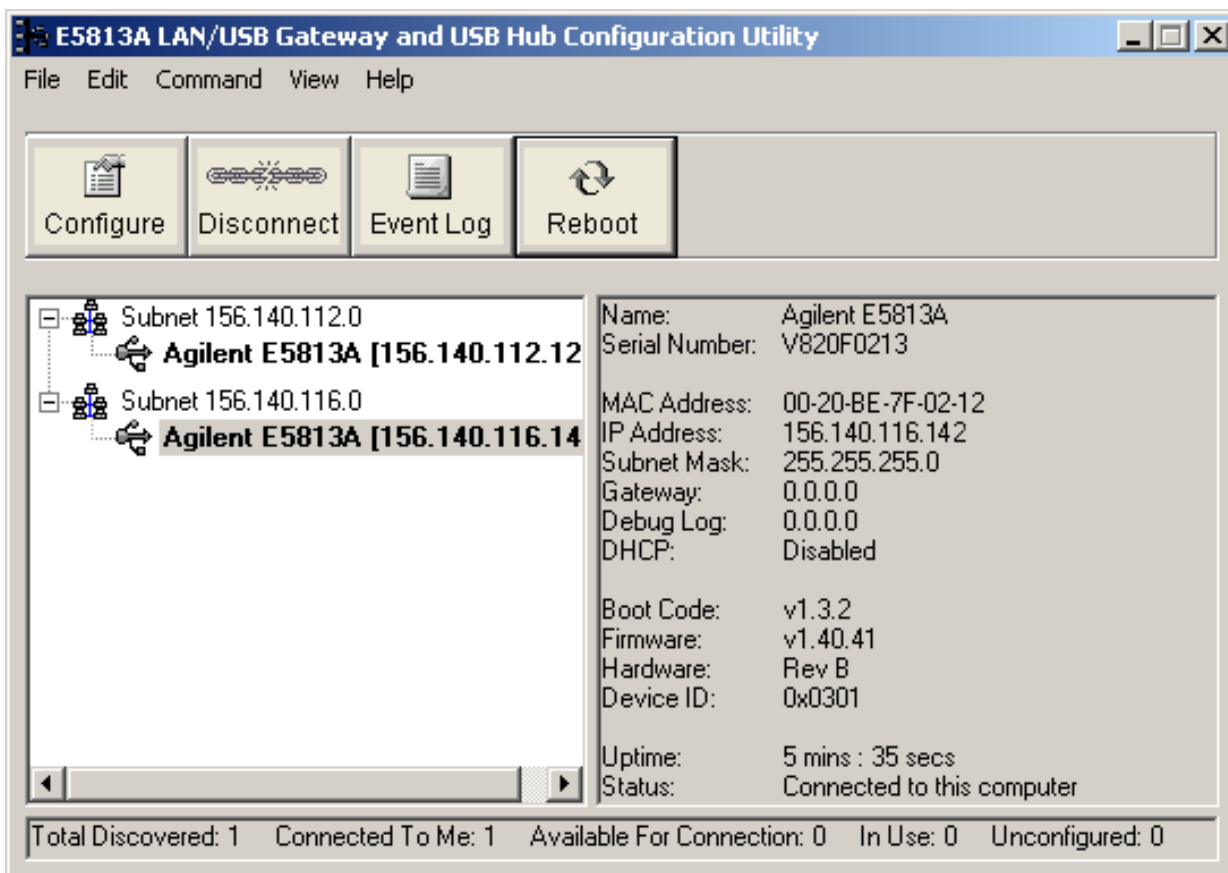 E5813A LAN/USB Gateway and USB Hub Configuration Utility
File Edit Command View Help
Configure Disconnect Event Log Reboot
Subnet 156.140.112.0
Agilent E5813A [156.140.112.12
Subnet 156.140.116.0
Agilent E5813A [156.140.116.14
Name: Agilent E5813A
Serial Number: V820F0213
MAC Address: 00-20-BE-7F-02-12
IP Address: 156.140.116.142
Subnet Mask: 255.255.255.0
Gateway: 0.0.0.0
Debug Log: 0.0.0.0
DHCP: Disabled
Boot Code: v1.3.2
Firmware: v1.40.41
Hardware: Rev B
Device ID: 0x0301
Uptime: 5 mins : 35 secs
Status: Connected to this computer
Total Discovered: 1 Connected To Me: 1 Available For Connection: 0 In Use: 0 Unconfigured: 0